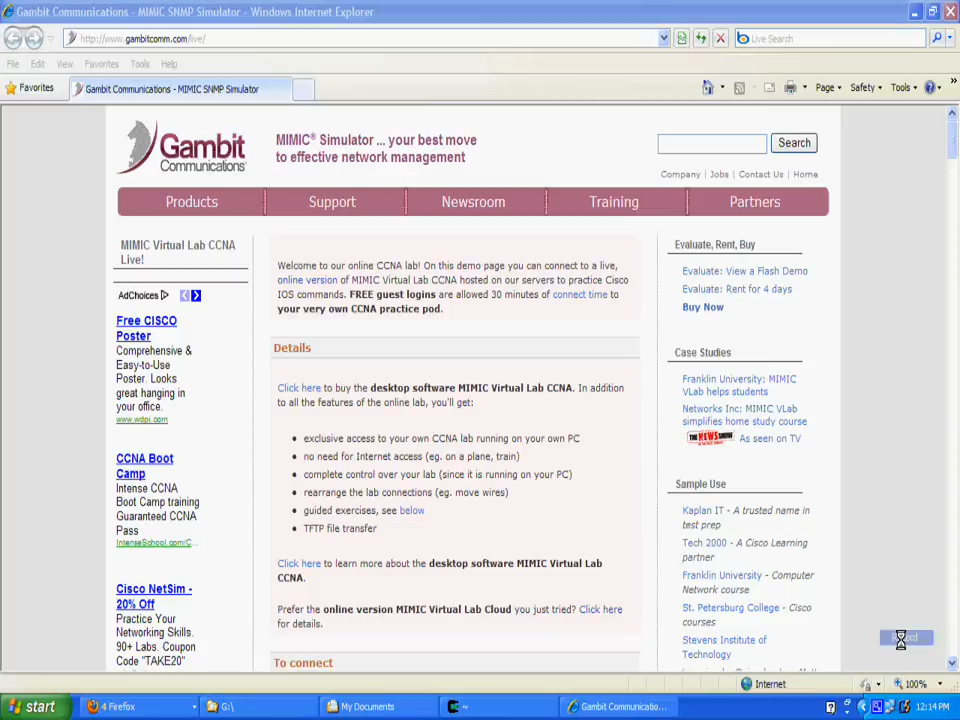 Gambit Communications - MIMIC SNMP Simulator - Windows Internet Explorer
http://www.gambitcomm.com/live/
Live Search
File Edit View Favorites Tools Help
Favorites
Gambit Communications - MIMIC SNMP Simulator
Page Safety Tools
Gambit
Communications
MIMIC® Simulator ... your best move
to effective network management
Search
Company | Jobs | Contact Us | Home
Products Support Newsroom Training Partners
MIMIC Virtual Lab CCNA
Live!
AdChoices
Free CISCO
Poster
Comprehensive &
Easy-to-Use
Poster. Looks
great hanging in
your office.
www.wdpi.com
CCNA Boot
Camp
Intense CCNA
Boot Camp training
Guaranteed CCNA
Pass
IntenseSchool.com/C...
Cisco NetSim -
20% Off
Practice Your
Networking Skills.
90+ Labs. Coupon
Code "TAKE20"
Welcome to our online CCNA lab! On this demo page you can connect to a live,
online version of MIMIC Virtual Lab CCNA hosted on our servers to practice Cisco
IOS commands. FREE guest logins are allowed 30 minutes of connect time to
your very own CCNA practice pod.
Details
Click here to buy the desktop software MIMIC Virtual Lab CCNA. In addition
to all the features of the online lab, you'll get:
• exclusive access to your own CCNA lab running on your own PC
• no need for Internet access (eg. on a plane, train)
• complete control over your lab (since it is running on your PC)
• rearrange the lab connections (eg. move wires)
• guided exercises, see below
• TFTP file transfer
Click here to learn more about the desktop software MIMIC Virtual Lab
CCNA.
Prefer the online version MIMIC Virtual Lab Cloud you just tried? Click here
for details.
To connect
Evaluate, Rent, Buy
Evaluate: View a Flash Demo
Evaluate: Rent for 4 days
Buy Now
Case Studies
Franklin University: MIMIC
VLab helps students
Networks Inc: MIMIC VLab
simplifies home study course
THE NEWS SHOW As seen on TV
Sample Use
Kaplan IT - A trusted name in
test prep
Tech 2000 - A Cisco Learning
partner
Franklin University - Computer
Network course
St. Petersburg College - Cisco
courses
Stevens Institute of
Technology
Internet 100%
start 4 Firefox G:\ My Documents ~ Gambit Communicatio... 12:14 PM